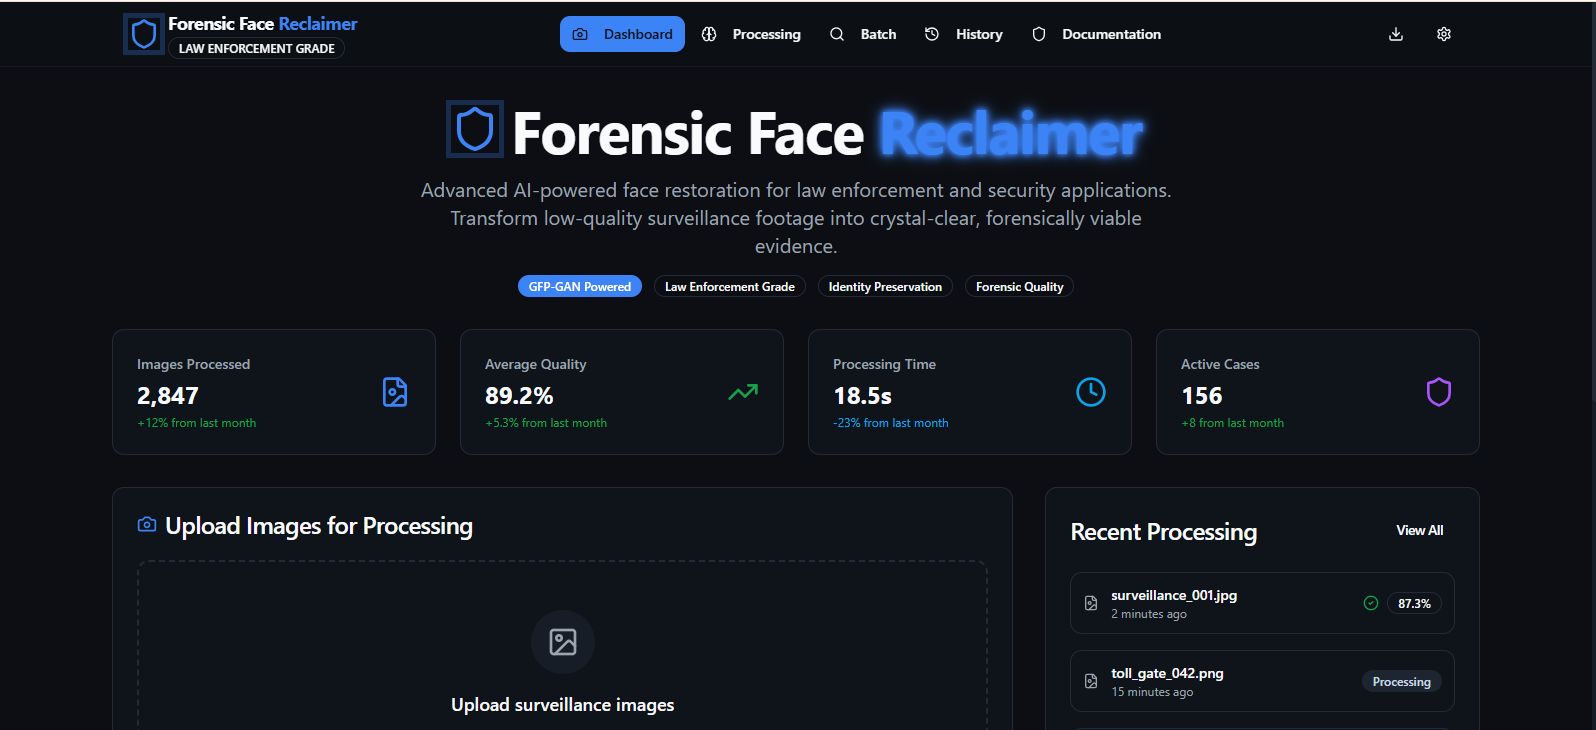 Forensic Face Reclaimer
LAW ENFORCEMENT GRADE
Dashboard
Processing
Batch
History
Documentation
Forensic Face Reclaimer
Advanced AI-powered face restoration for law enforcement and security applications.
Transform low-quality surveillance footage into crystal-clear, forensically viable
evidence.
GFP-GAN Powered
Law Enforcement Grade
Identity Preservation
Forensic Quality
Images Processed
2,847
+12% from last month
Average Quality
89.2%
+5.3% from last month
Processing Time
18.5s
-23% from last month
Active Cases
156
+8 from last month
Upload Images for Processing
Upload surveillance images
Recent Processing
View All
surveillance_001.jpg
2 minutes ago
87.3%
toll_gate_042.png
15 minutes ago
Processing